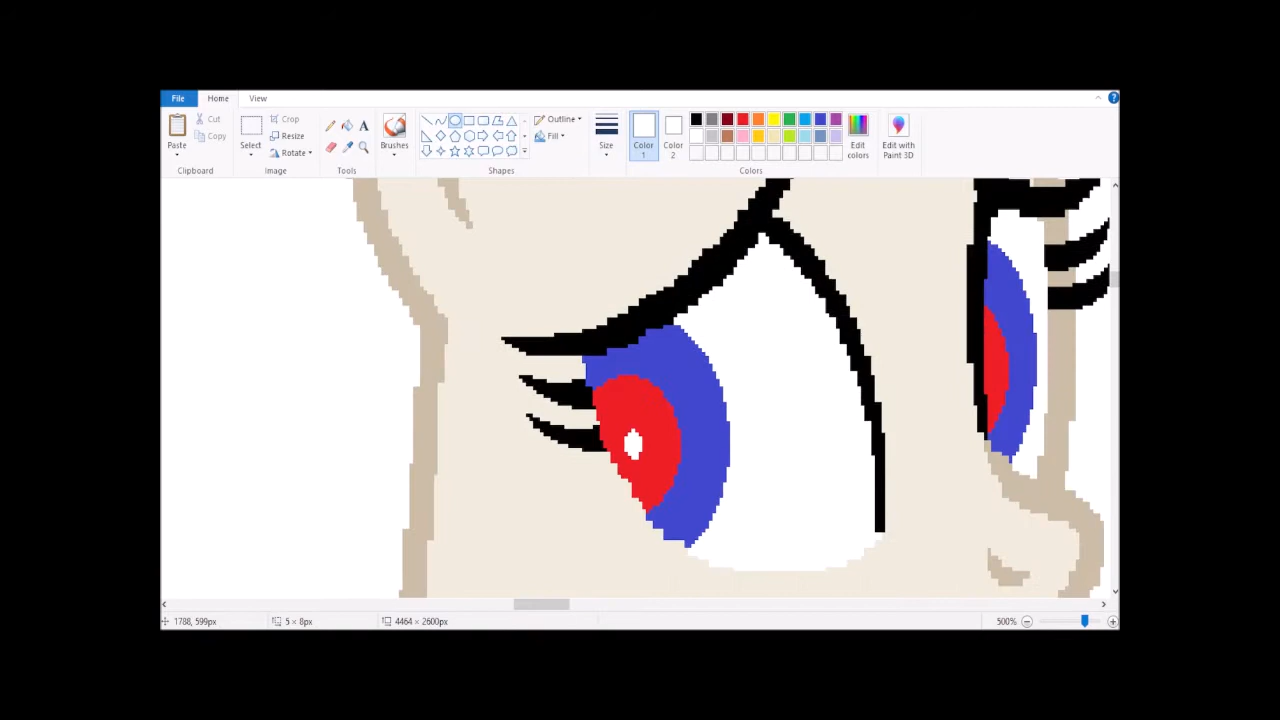 File Home View
Paste Cut Copy Clipboard
Select Crop Resize Rotate Image
A Tools
Brushes
Outline Fill Shapes
Size
Color 1 Color 2 Edit colors Colors
Edit with Paint 3D
1788, 599px 5 × 8px 4464 × 2600px 500%